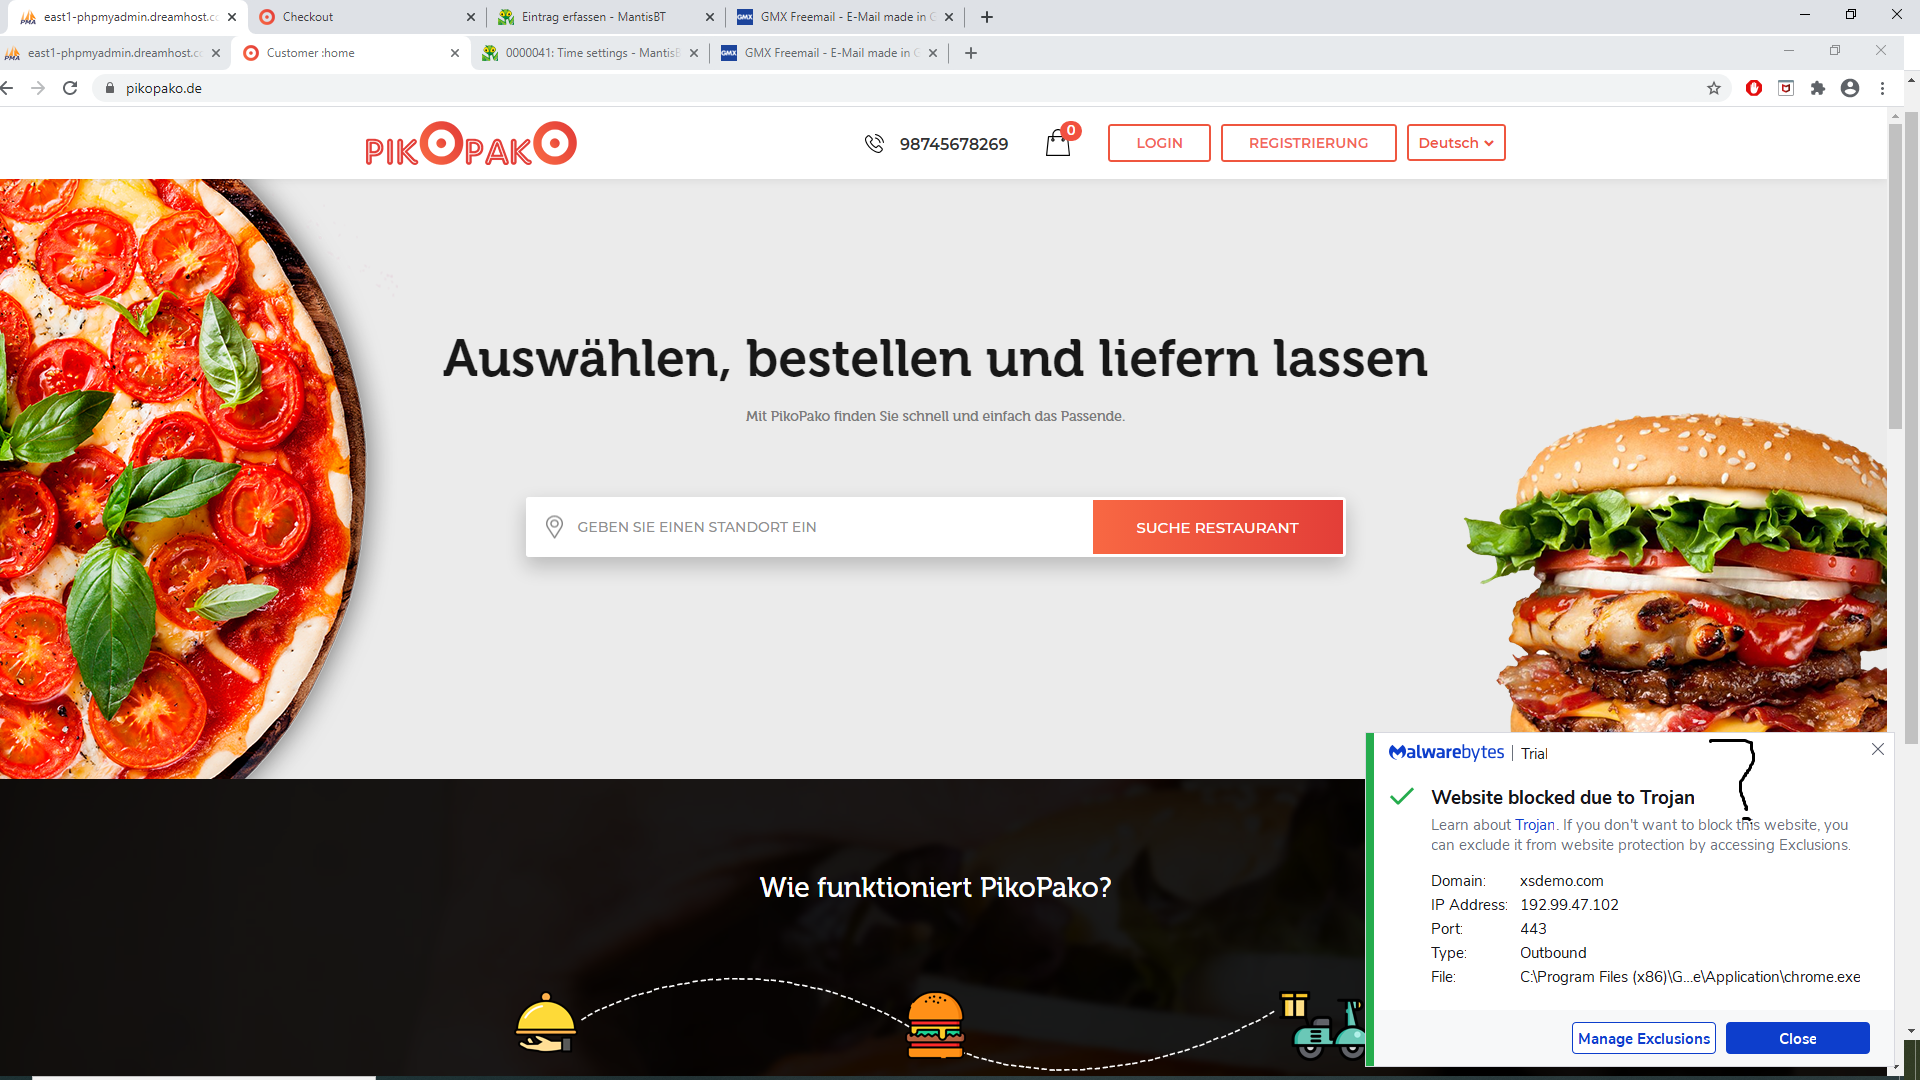 east1-phpmyadmin.dreamhost.c
Checkout
Eintrag erfassen - MantisBT
GMX Freemail - E-Mail made in G
east1-phpmyadmin.dreamhost.c
Customer :home
0000041: Time settings - Mantis
GMX Freemail - E-Mail made in G
pikopako.de
PIKOPAKO
98745678269
0
LOGIN
REGISTRIERUNG
Deutsch
Auswählen, bestellen und liefern lassen
Mit PikoPako finden Sie schnell und einfach das Passende.
GEBEN SIE EINEN STANDORT EIN
SUCHE RESTAURANT
Wie funktioniert PikoPako?
Malwarebytes | Trial
?
Website blocked due to Trojan
Learn about Trojan. If you don't want to block this website, you
can exclude it from website protection by accessing Exclusions.
Domain: xsdemo.com
IP Address: 192.99.47.102
Port: 443
Type: Outbound
File: C:\Program Files (x86)\G...e\Application\chrome.exe
Manage Exclusions
Close